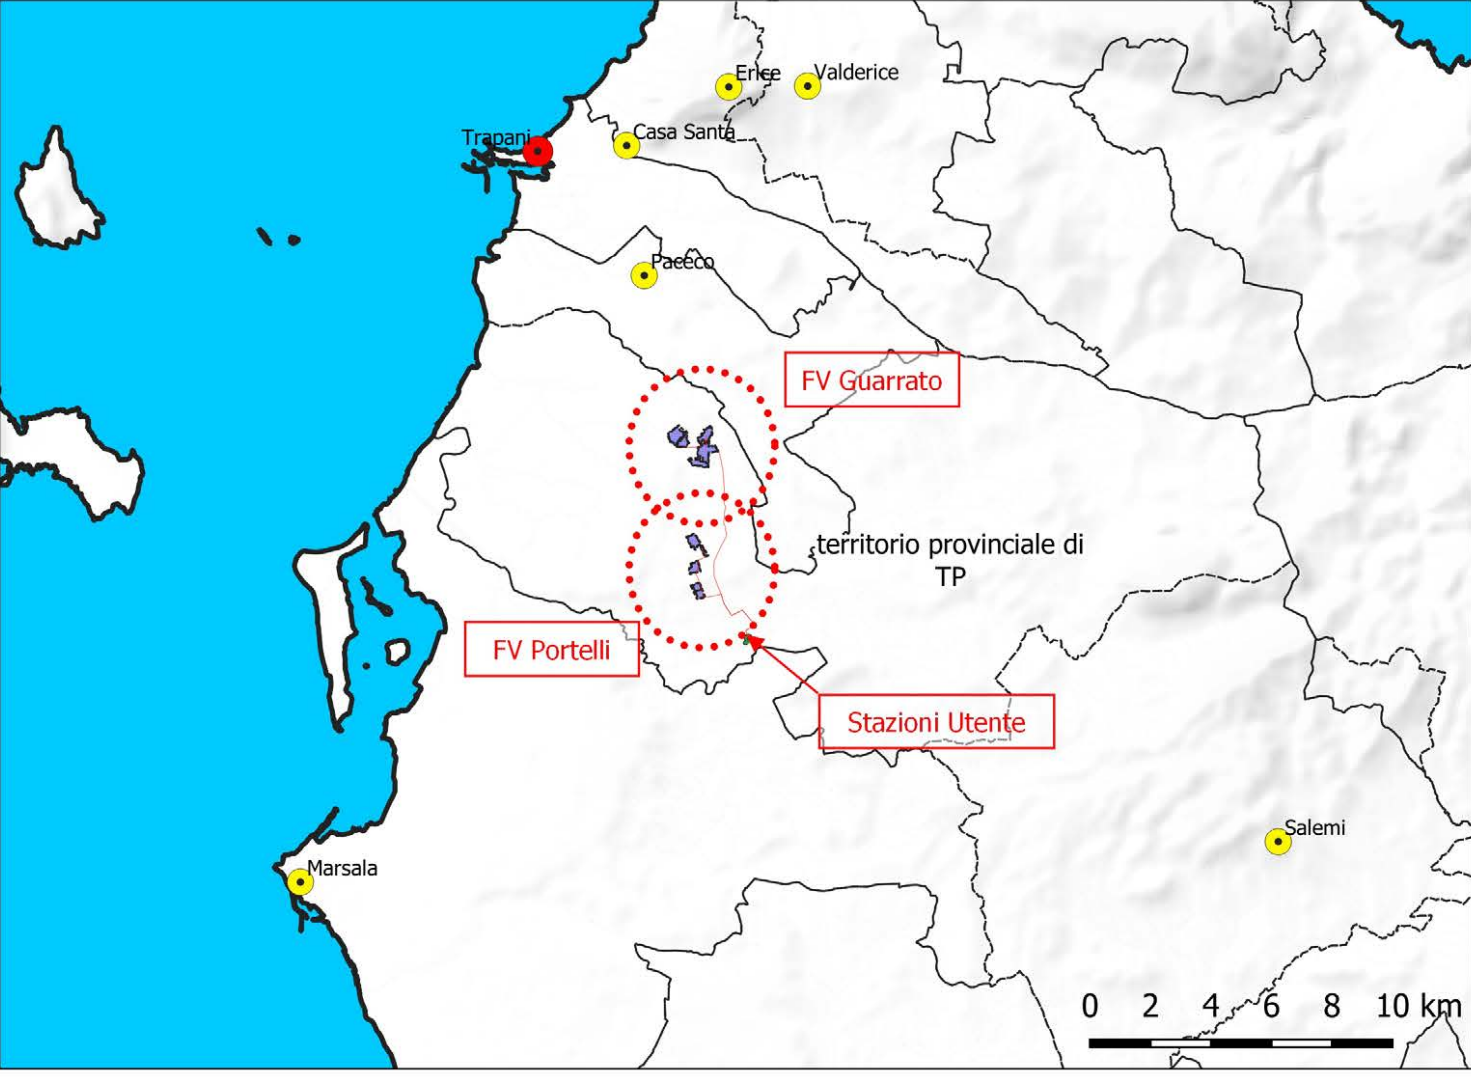 Erice
Valderice
Trapani
Casa Santa
Paceco
FV Guarrato
territorio provinciale di
TP
FV Portelli
Stazioni Utente
Salemi
Marsala
0 2 4 6 8 10 km